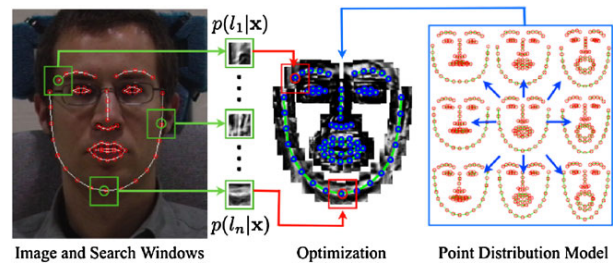 p(l₁|x)
p(lₙ|x)
Image and Search Windows
Optimization
Point Distribution Model